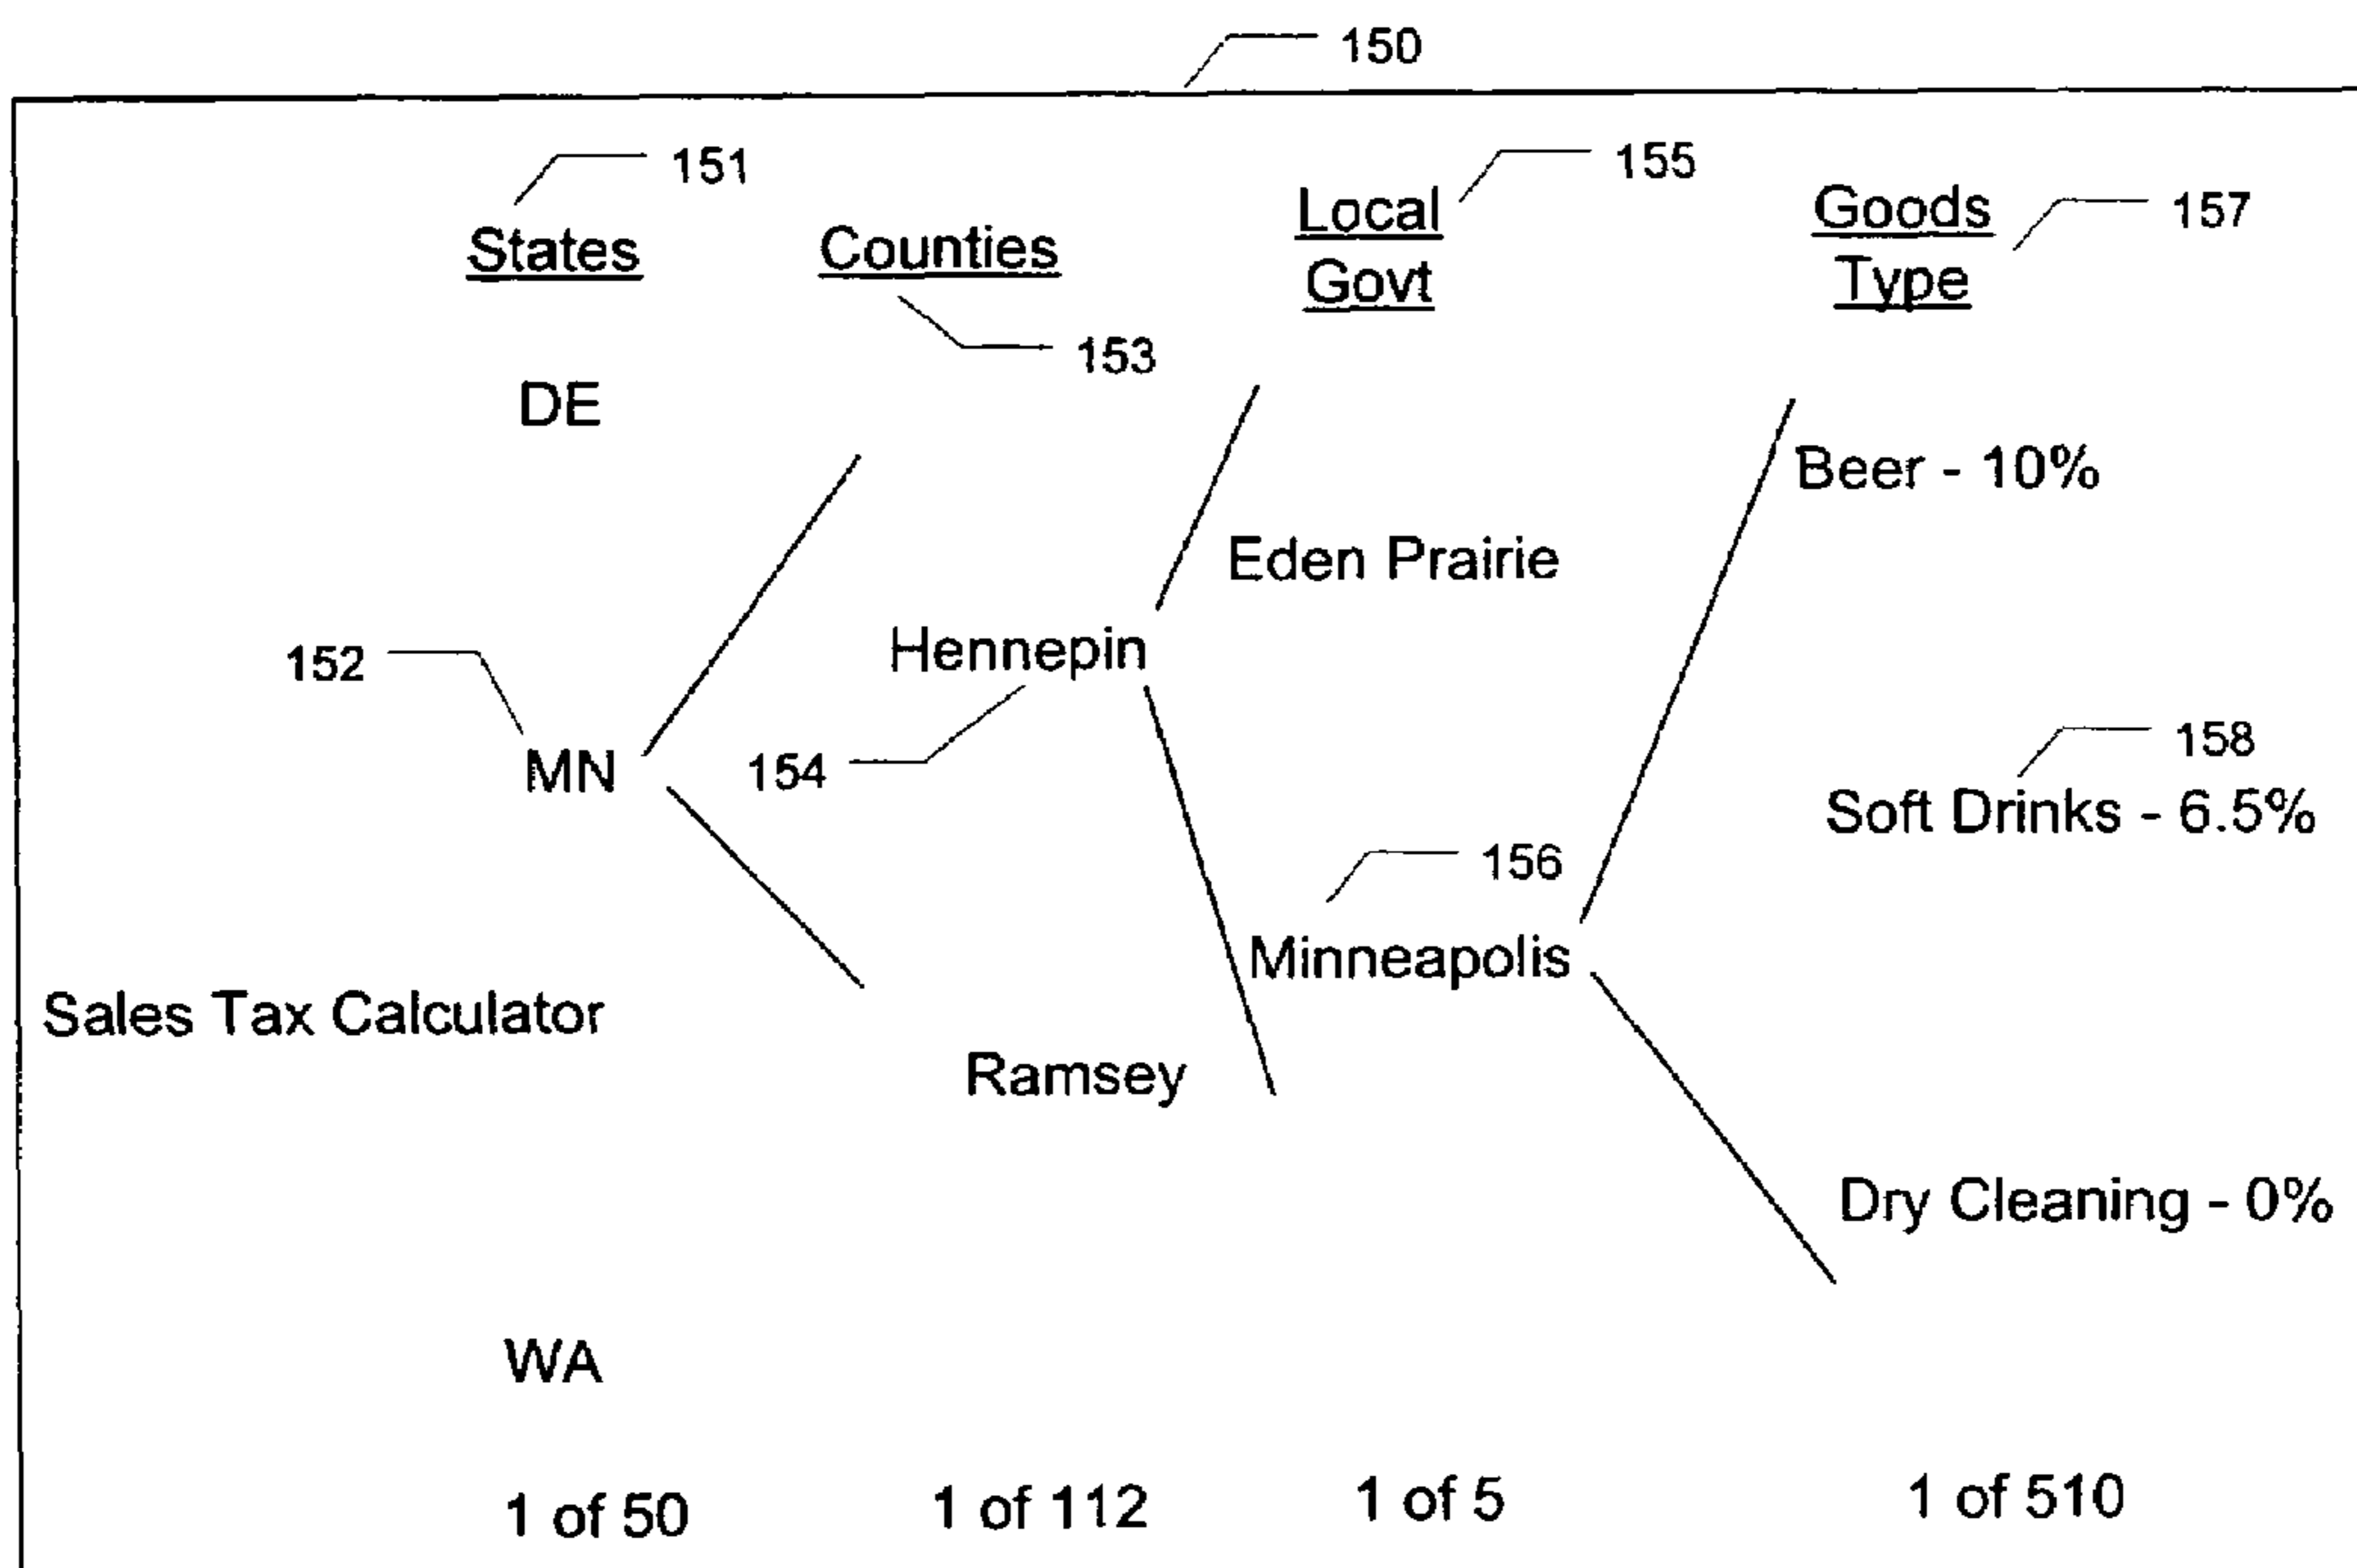 150
151
155
157
States
Counties
Local
Govt
Goods
Type
153
DE
Beer - 10%
Eden Prairie
152
Hennepin
MN
154
158
Soft Drinks - 6.5%
156
Minneapolis
Sales Tax Calculator
Ramsey
Dry Cleaning - 0%
WA
1 of 50
1 of 112
1 of 5
1 of 510